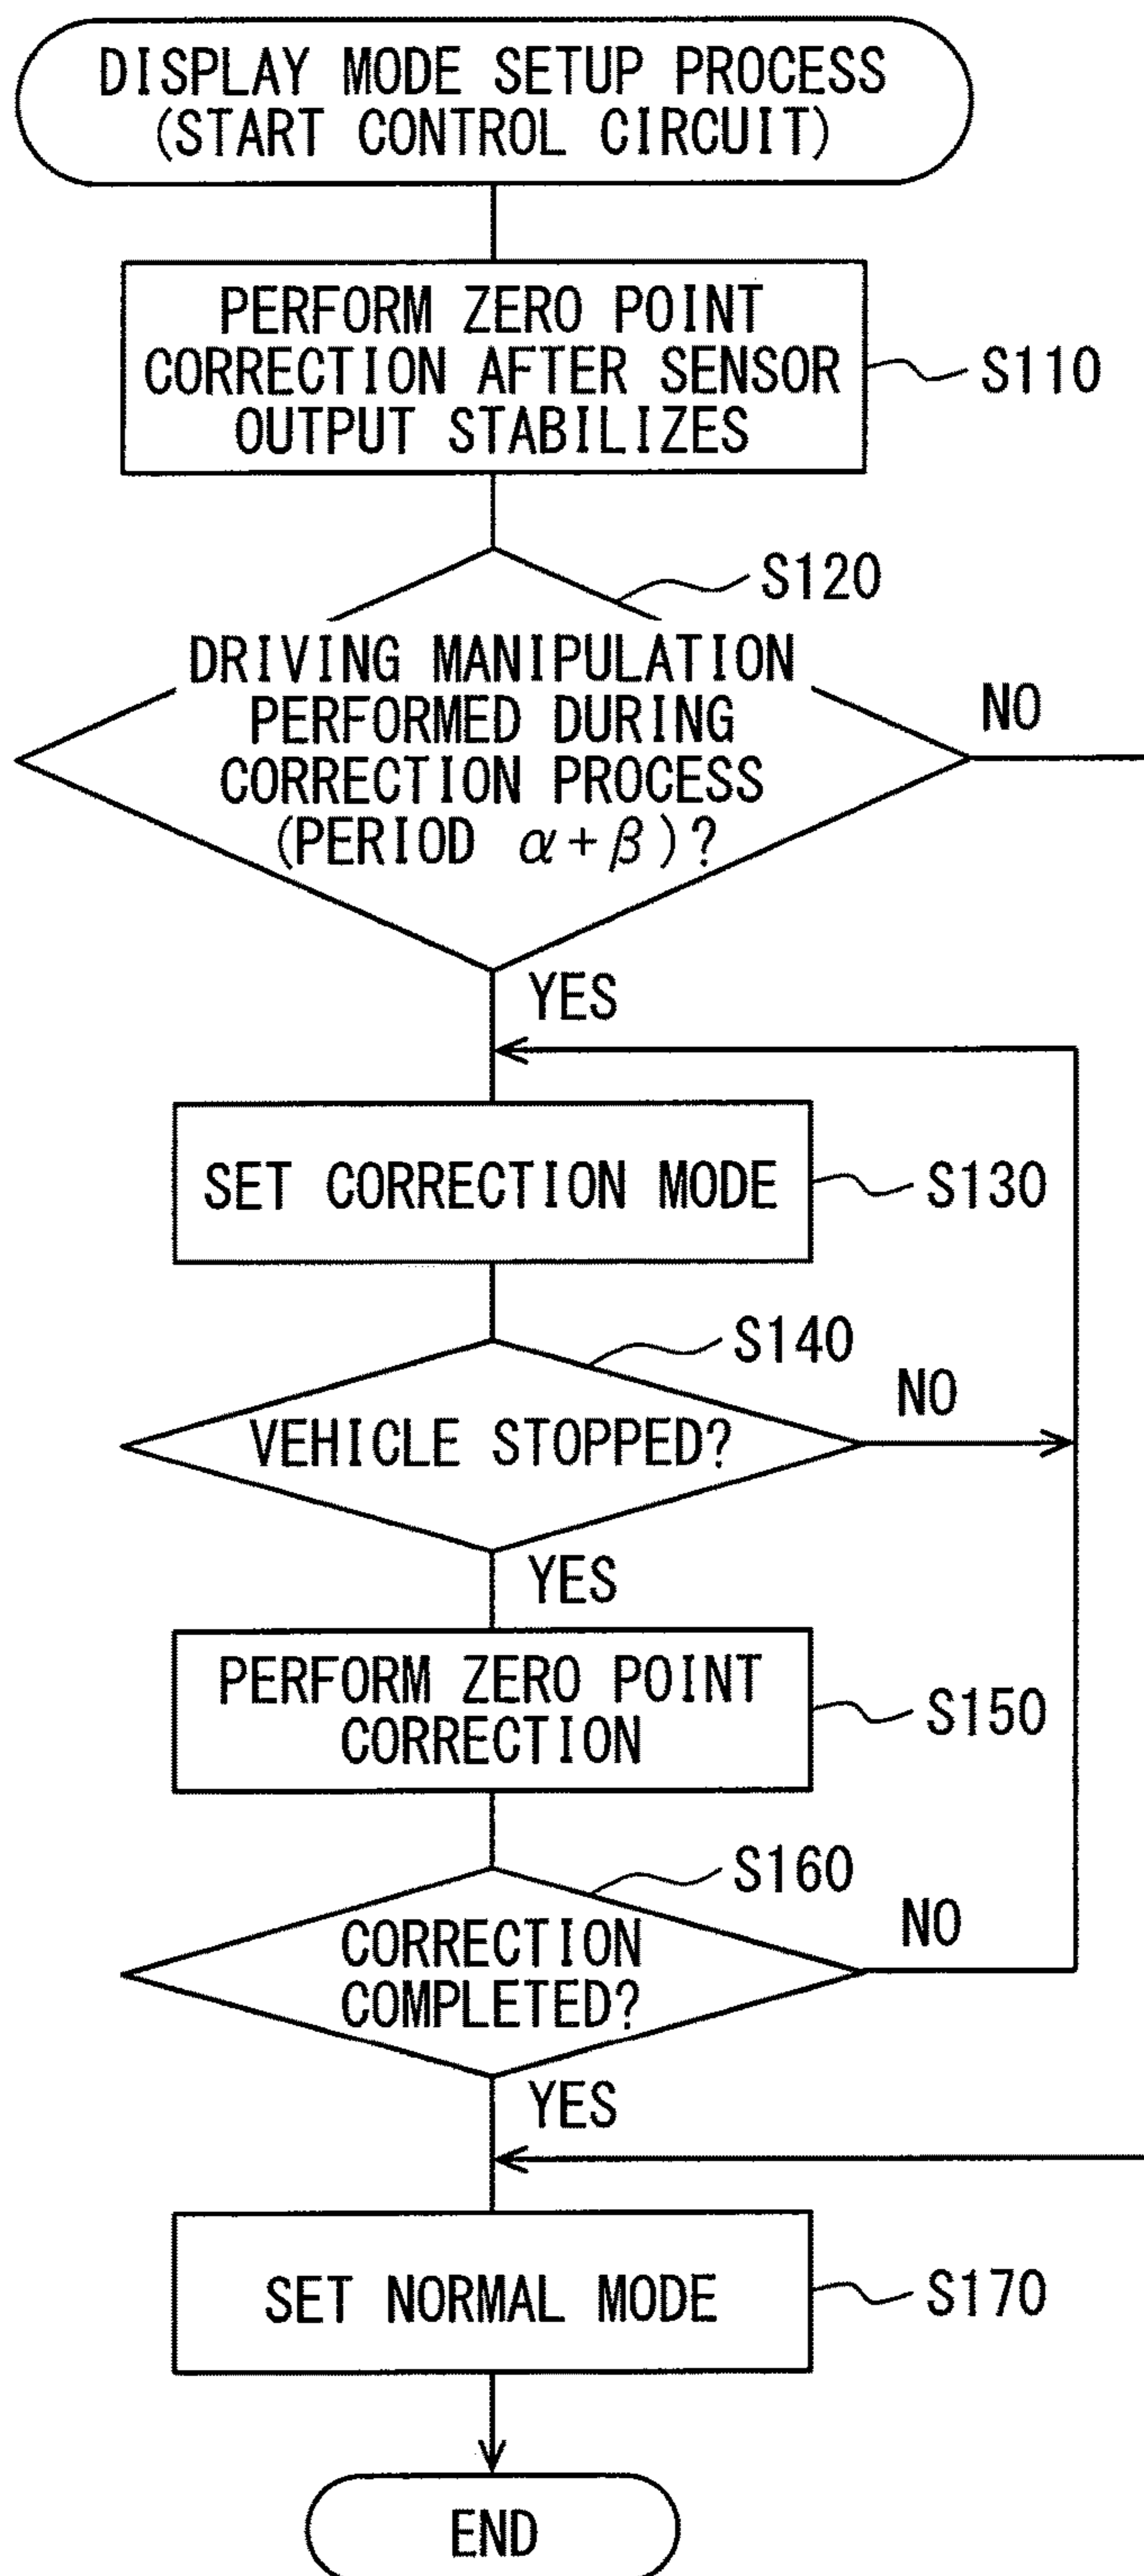 DISPLAY MODE SETUP PROCESS
(START CONTROL CIRCUIT)
PERFORM ZERO POINT
CORRECTION AFTER SENSOR
OUTPUT STABILIZES
S110
S120
DRIVING MANIPULATION
PERFORMED DURING
CORRECTION PROCESS
(PERIOD α+β)?
NO
YES
SET CORRECTION MODE
S130
S140
VEHICLE STOPPED?
NO
YES
PERFORM ZERO POINT
CORRECTION
S150
S160
CORRECTION
COMPLETED?
NO
YES
SET NORMAL MODE
S170
END